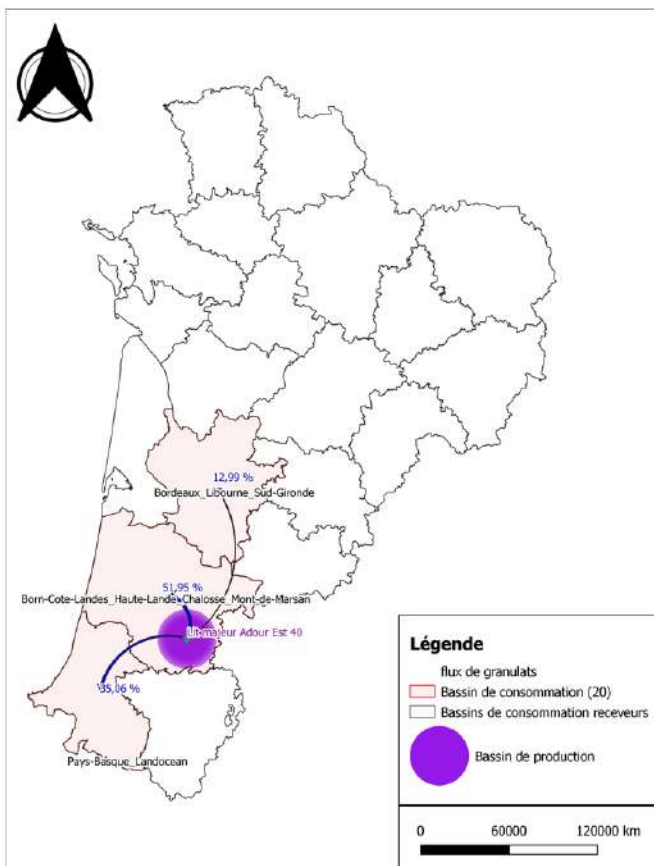 12,99 %
Bordeaux_Libourne_Sud-Gironde
51,95 %
Born-Cote-Landes_Haute-Lande_Chalosse_Mont-de-Marsan
Lit majeur Adour Est 40
35,06 %
Pays-Basque_Landocean
Légende
flux de granulats
Bassin de consommation (20)
Bassins de consommation receveurs
Bassin de production
0 60000 120000 km